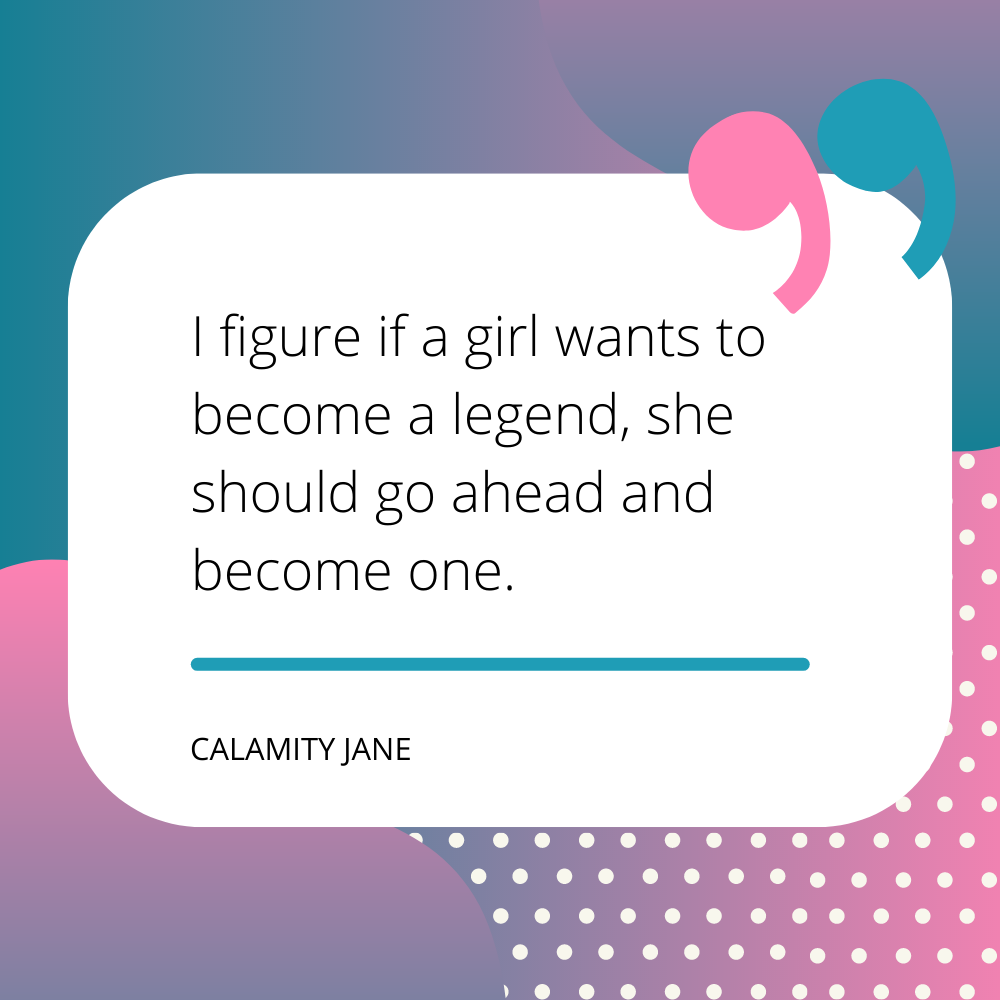 I figure if a girl wants to
become a legend, she
should go ahead and
become one.
CALAMITY JANE